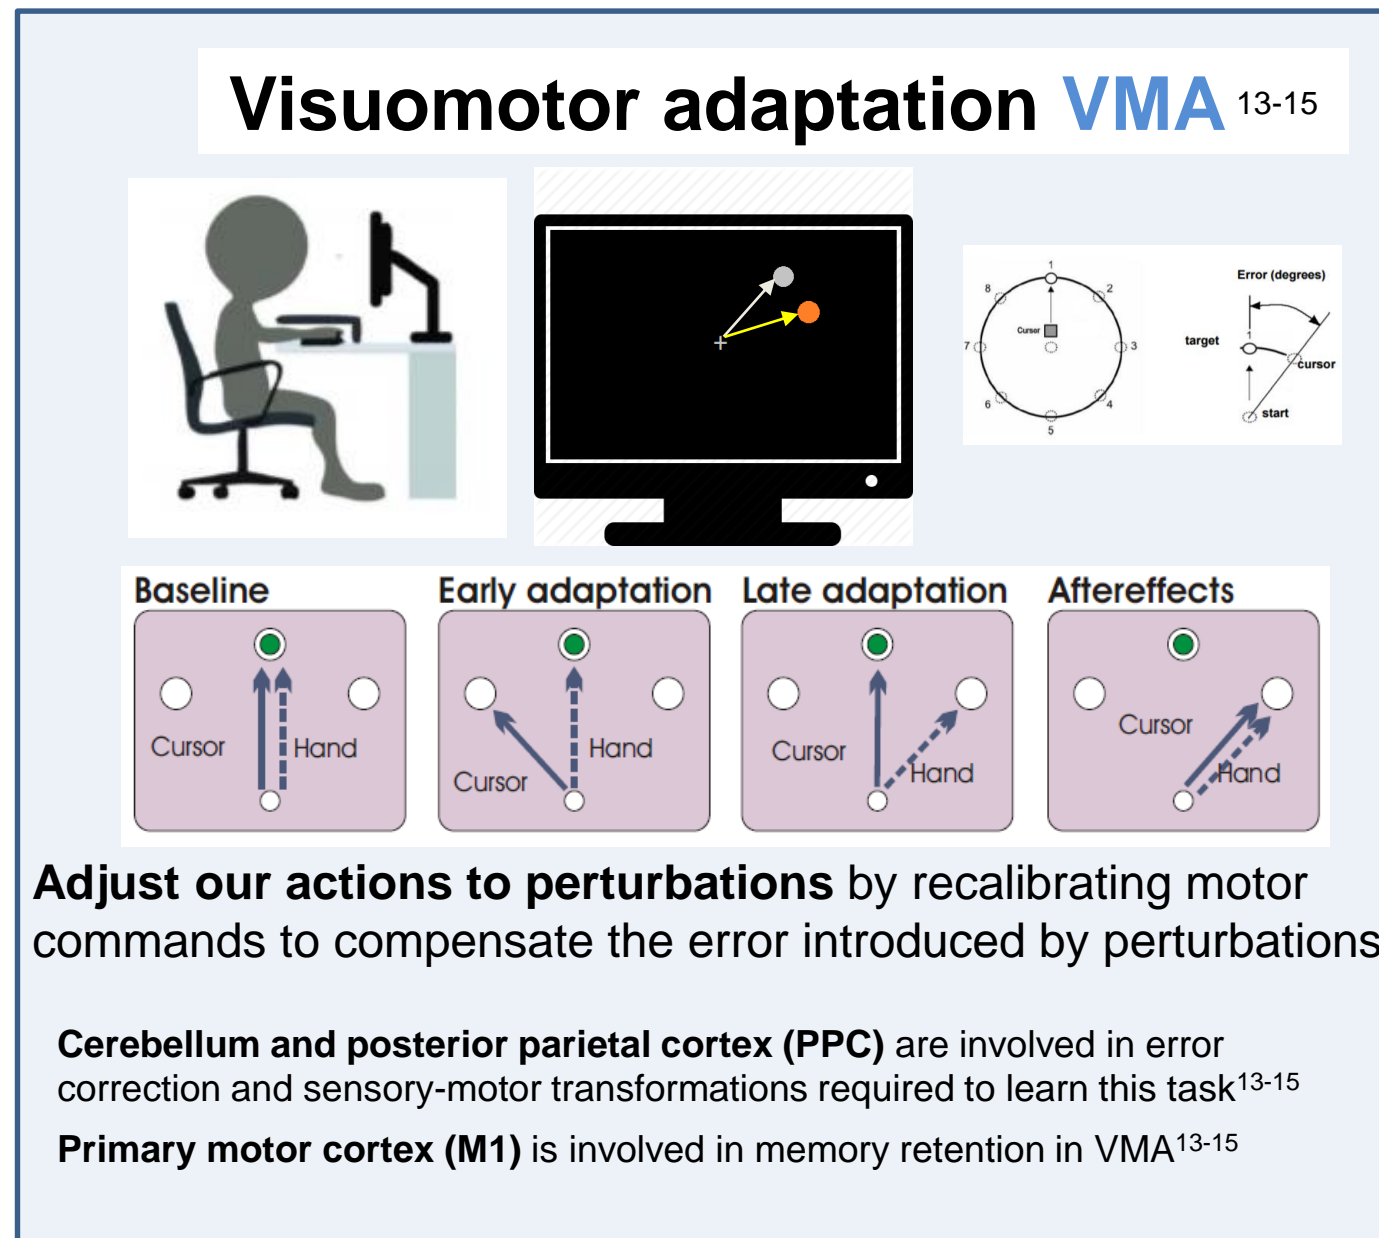 Visuomotor adaptation VMA 13-15
1
8
2
Cursor
7
3
6
4
5
Error (degrees)
1
target
cursor
start
Baseline
Cursor
Hand
Early adaptation
Cursor
Hand
Late adaptation
Cursor
Hand
Aftereffects
Cursor
Hand
Adjust our actions to perturbations by recalibrating motor
commands to compensate the error introduced by perturbations
Cerebellum and posterior parietal cortex (PPC) are involved in error
correction and sensory-motor transformations required to learn this task13-15
Primary motor cortex (M1) is involved in memory retention in VMA13-15